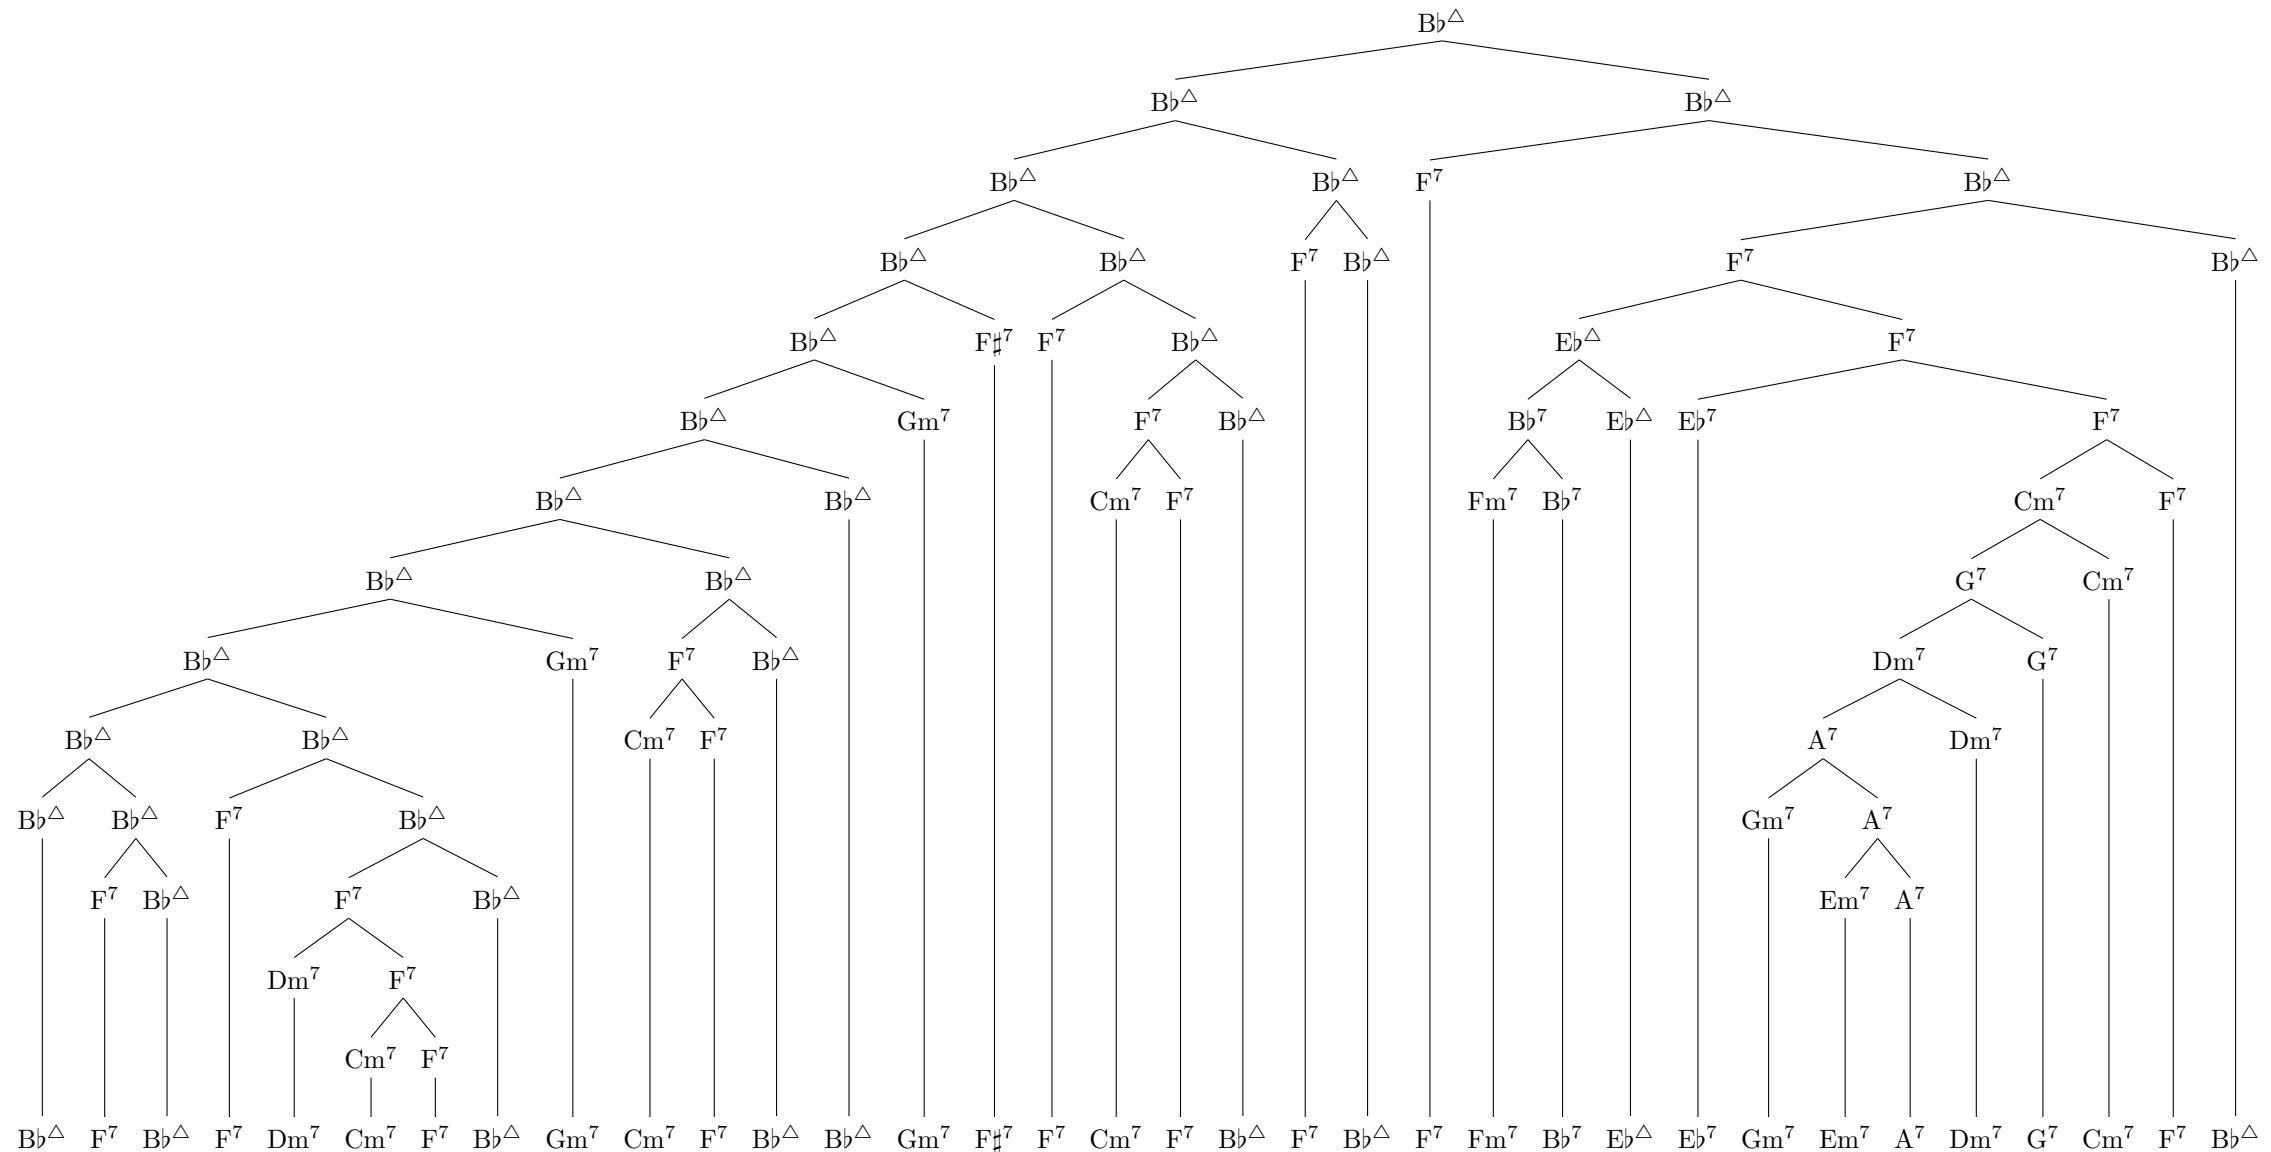 B♭△
B♭△ B♭△
B♭△ B♭△ F⁷ B♭△
B♭△ B♭△ F⁷ B♭△ F⁷ B♭△
B♭△ F♯⁷ F⁷ B♭△ E♭△ F⁷
B♭△ Gm⁷ F⁷ B♭△ B♭⁷ E♭△ E♭⁷ F⁷
B♭△ B♭△ Cm⁷ F⁷ Fm⁷ B♭⁷ Cm⁷ F⁷
B♭△ B♭△ G⁷ Cm⁷
B♭△ Gm⁷ F⁷ B♭△ Dm⁷ G⁷
B♭△ B♭△ Cm⁷ F⁷ A⁷ Dm⁷
B♭△ B♭△ F⁷ B♭△ Gm⁷ A⁷
F⁷ B♭△ F⁷ B♭△ Em⁷ A⁷
Dm⁷ F⁷
Cm⁷ F⁷
B♭△ F⁷ B♭△ F⁷ Dm⁷ Cm⁷ F⁷ B♭△ Gm⁷ Cm⁷ F⁷ B♭△ B♭△ Gm⁷ F♯⁷ F⁷ Cm⁷ F⁷ B♭△ F⁷ B♭△ F⁷ Fm⁷ B♭⁷ E♭△ E♭⁷ Gm⁷ Em⁷ A⁷ Dm⁷ G⁷ Cm⁷ F⁷ B♭△